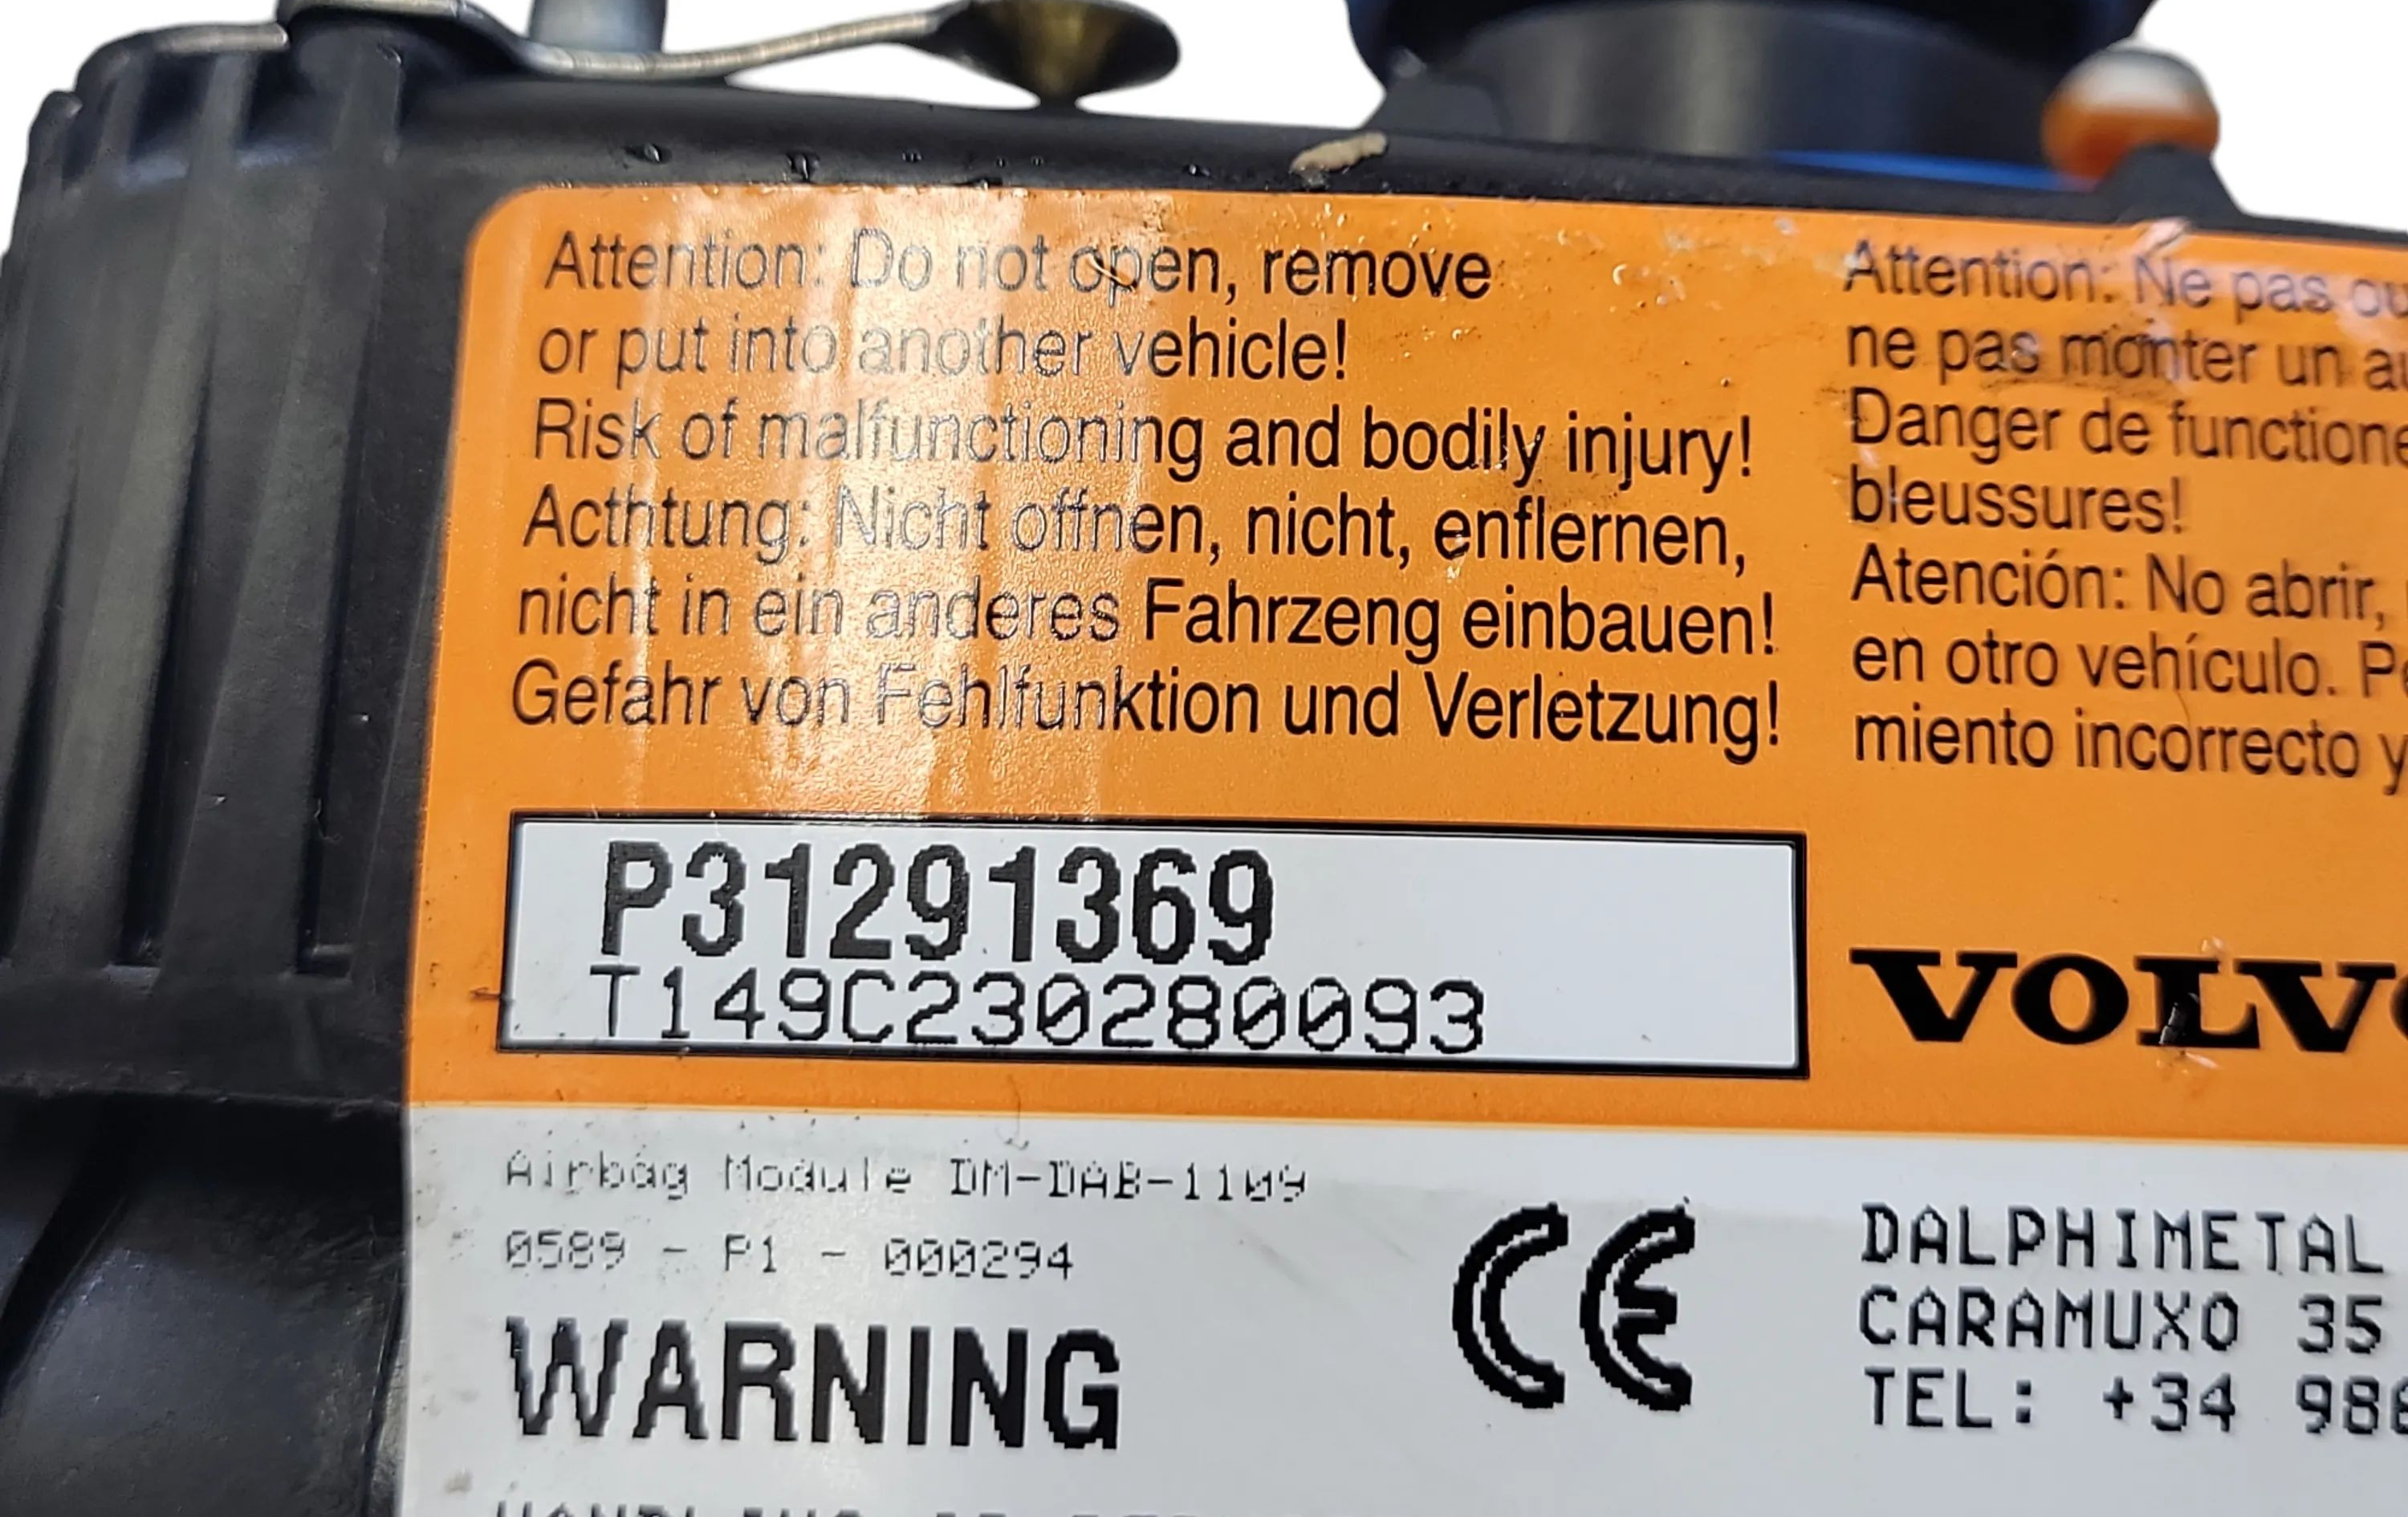 Attention: Do not open, remove
or put into another vehicle!
Risk of malfunctioning and bodily injury!
Acthtung: Nicht offnen, nicht, enflernen,
nicht in ein anderes Fahrzeng einbauen!
Gefahr von Fehlfunktion und Verletzung!
Attention: Ne pas
ne pas monter un
Danger de
bleussures!
Atención: No abrir,
en otro vehículo.
miento incorrecto y
P31291369
T149C230280093
VOLV
Airbag Module DM-DAB-1109
0589 - P1 - 000294
WARNING
CE
DALPHIMETAL
CARAMUXO 35
TEL: +34 98